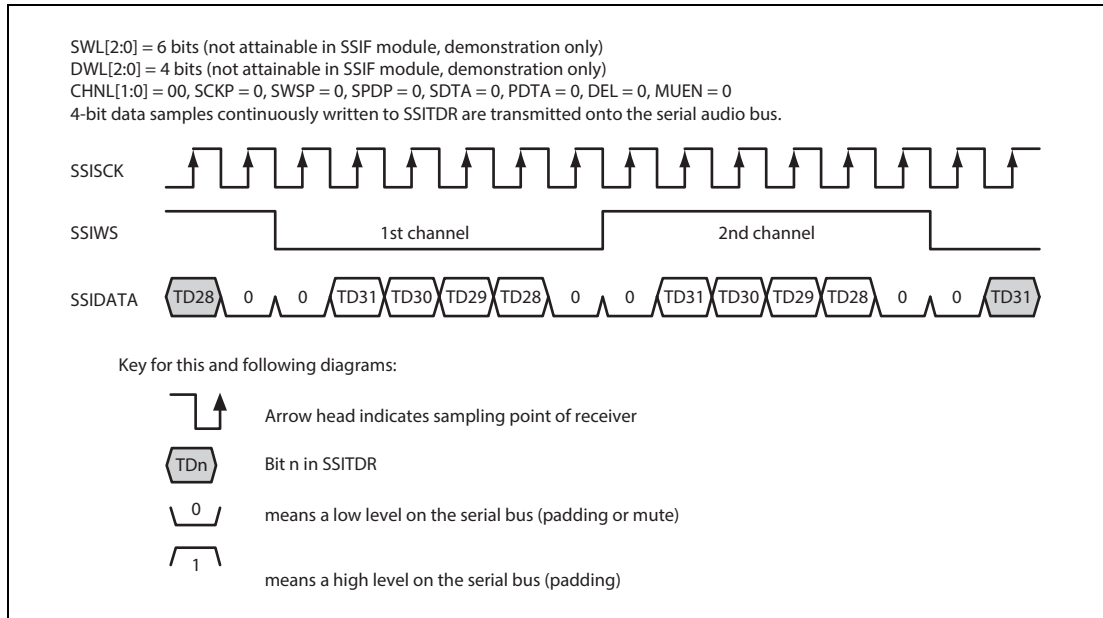 SWL[2:0] = 6 bits (not attainable in SSIF module, demonstration only)
DWL[2:0] = 4 bits (not attainable in SSIF module, demonstration only)
CHNL[1:0] = 00, SCKP = 0, SWSP = 0, SPDP = 0, SDTA = 0, PDTA = 0, DEL = 0, MUEN = 0
4-bit data samples continuously written to SSITDR are transmitted onto the serial audio bus.
SSISCK
SSIWS 1st channel 2nd channel
SSIDATA TD28 0 0 TD31 TD30 TD29 TD28 0 0 TD31 TD30 TD29 TD28 0 0 TD31
Key for this and following diagrams:
Arrow head indicates sampling point of receiver
TDn Bit n in SSITDR
0 means a low level on the serial bus (padding or mute)
1 means a high level on the serial bus (padding)